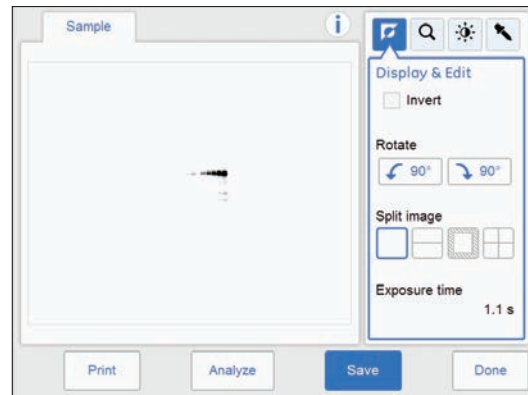 Sample
i
Display & Edit
Invert
Rotate
90° 90°
Split image
Exposure time
1.1 s
Print Analyze Save Done